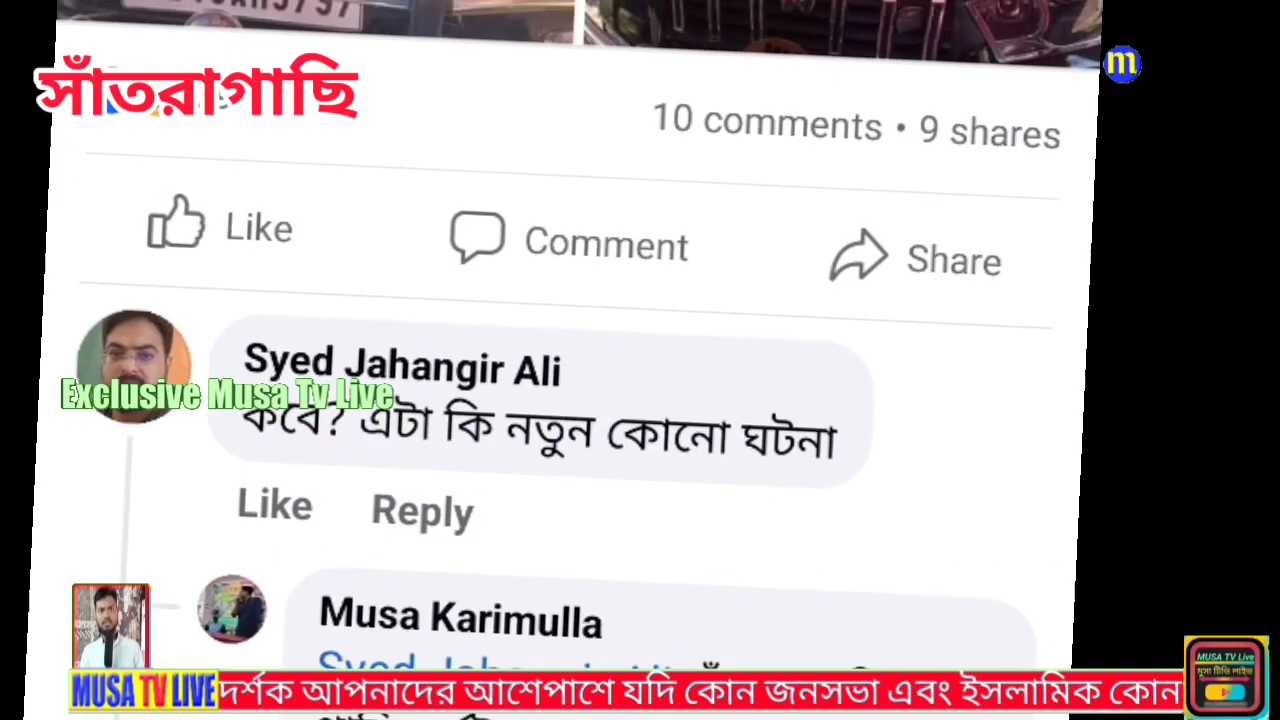 সাঁতরাগাছি
m
10 comments • 9 shares
Like
Comment
Share
Syed Jahangir Ali
Exclusive Musa Tv Live
কবে? এটা কি নতুন কোনো ঘটনা
Like Reply
Musa Karimulla
MUSA TV LIVE
দর্শক আপনাদের আশেপাশে যদি কোন জনসভা এবং ইসলামিক কোন
MUSA TV Live
মুসা টিভি লাইভ